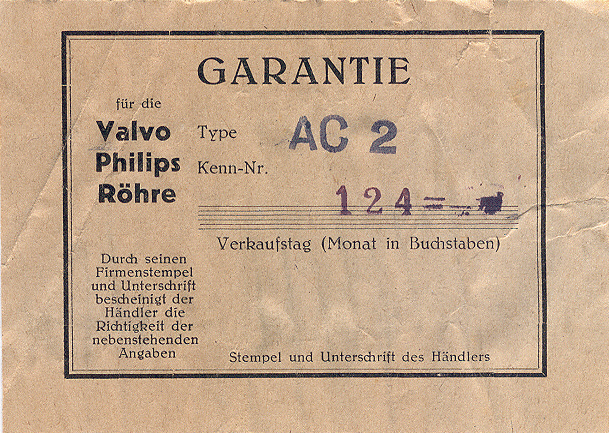 GARANTIE
für die
Valvo
Philips
Röhre
Type AC 2
Kenn-Nr.
124=
Verkaufstag (Monat in Buchstaben)
Durch seinen
Firmenstempel
und Unterschrift
bescheinigt der
Händler die
Richtigkeit der
nebenstehenden
Angaben
Stempel und Unterschrift des Händlers